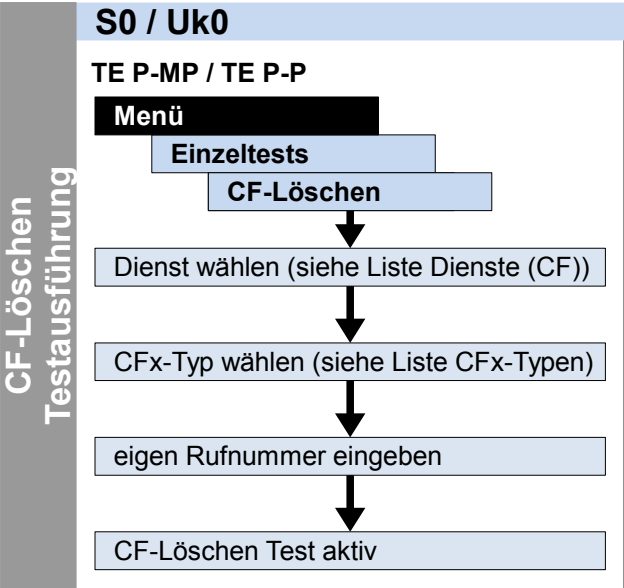 CF-Löschen
Testausführung
S0 / Uk0
TE P-MP / TE P-P
Menü
Einzeltests
CF-Löschen
Dienst wählen (siehe Liste Dienste (CF))
CFx-Typ wählen (siehe Liste CFx-Typen)
eigen Rufnummer eingeben
CF-Löschen Test aktiv